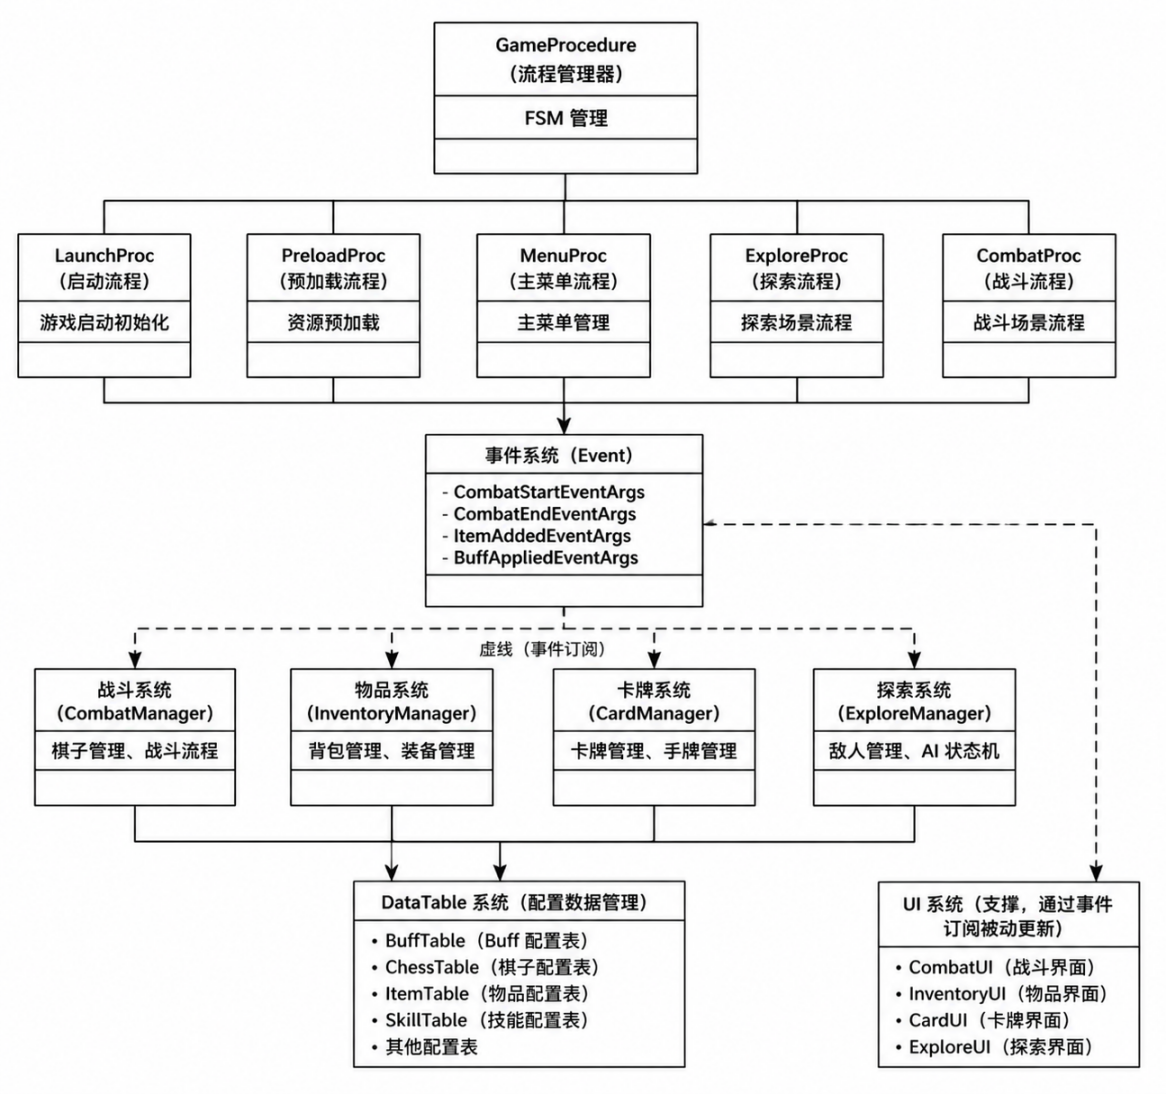 GameProcedure
（流程管理器）
FSM 管理
LaunchProc
（启动流程）
游戏启动初始化
PreloadProc
（预加载流程）
资源预加载
MenuProc
（主菜单流程）
主菜单管理
ExploreProc
（探索流程）
探索场景流程
CombatProc
（战斗流程）
战斗场景流程
事件系统（Event）
- CombatStartEventArgs
- CombatEndEventArgs
- ItemAddedEventArgs
- BuffAppliedEventArgs
虚线（事件订阅）
战斗系统
（CombatManager）
棋子管理、战斗流程
物品系统
（InventoryManager）
背包管理、装备管理
卡牌系统
（CardManager）
卡牌管理、手牌管理
探索系统
（ExploreManager）
敌人管理、AI 状态机
DataTable 系统（配置数据管理）
• BuffTable（Buff 配置表）
• ChessTable（棋子配置表）
• ItemTable（物品配置表）
• SkillTable（技能配置表）
• 其他配置表
UI 系统（支撑，通过事件
订阅被动更新）
• CombatUI（战斗界面）
• InventoryUI（物品界面）
• CardUI（卡牌界面）
• ExploreUI（探索界面）